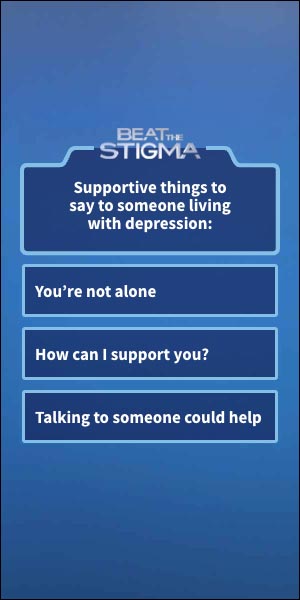 BEAT THE
STIGMA
Supportive things to
say to someone living
with depression:
You're not alone
How can I support you?
Talking to someone could help